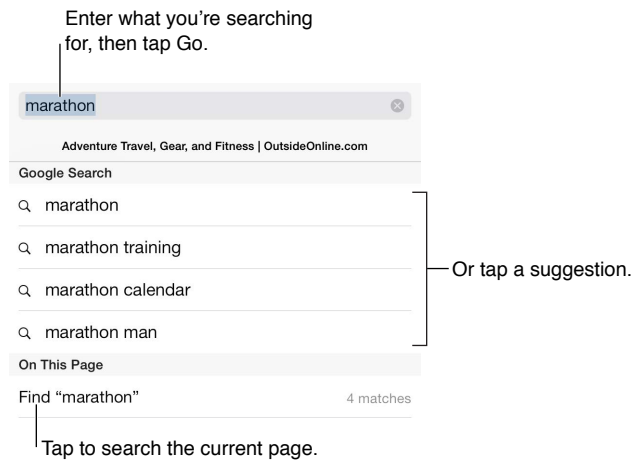 Enter what you’re searching
for, then tap Go.
marathon
Adventure Travel, Gear, and Fitness | OutsideOnline.com
Google Search
marathon
marathon training
marathon calendar
marathon man
Or tap a suggestion.
On This Page
Find “marathon”
4 matches
Tap to search the current page.